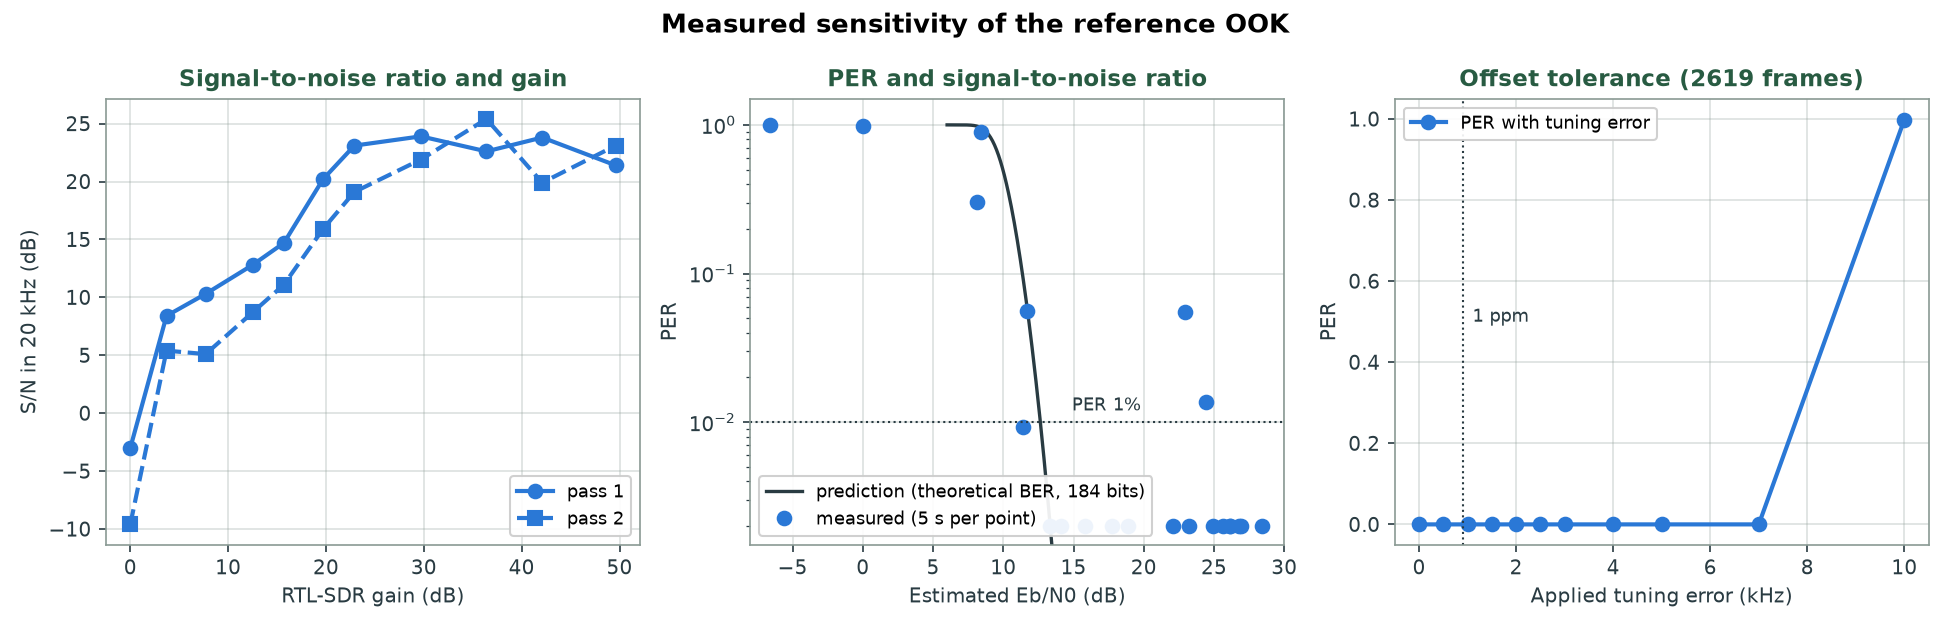 Measured sensitivity of the reference OOK
Signal-to-noise ratio and gain
S/N in 20 kHz (dB)
25
20
15
10
5
0
−5
−10
0
10
20
30
40
50
RTL-SDR gain (dB)
pass 1
pass 2
PER and signal-to-noise ratio
PER
10⁰
10⁻¹
10⁻²
PER 1%
prediction (theoretical BER, 184 bits)
measured (5 s per point)
−5
0
5
10
15
20
25
30
Estimated Eb/N0 (dB)
Offset tolerance (2619 frames)
PER with tuning error
PER
1.0
0.8
0.6
0.4
0.2
0.0
1 ppm
0
2
4
6
8
10
Applied tuning error (kHz)